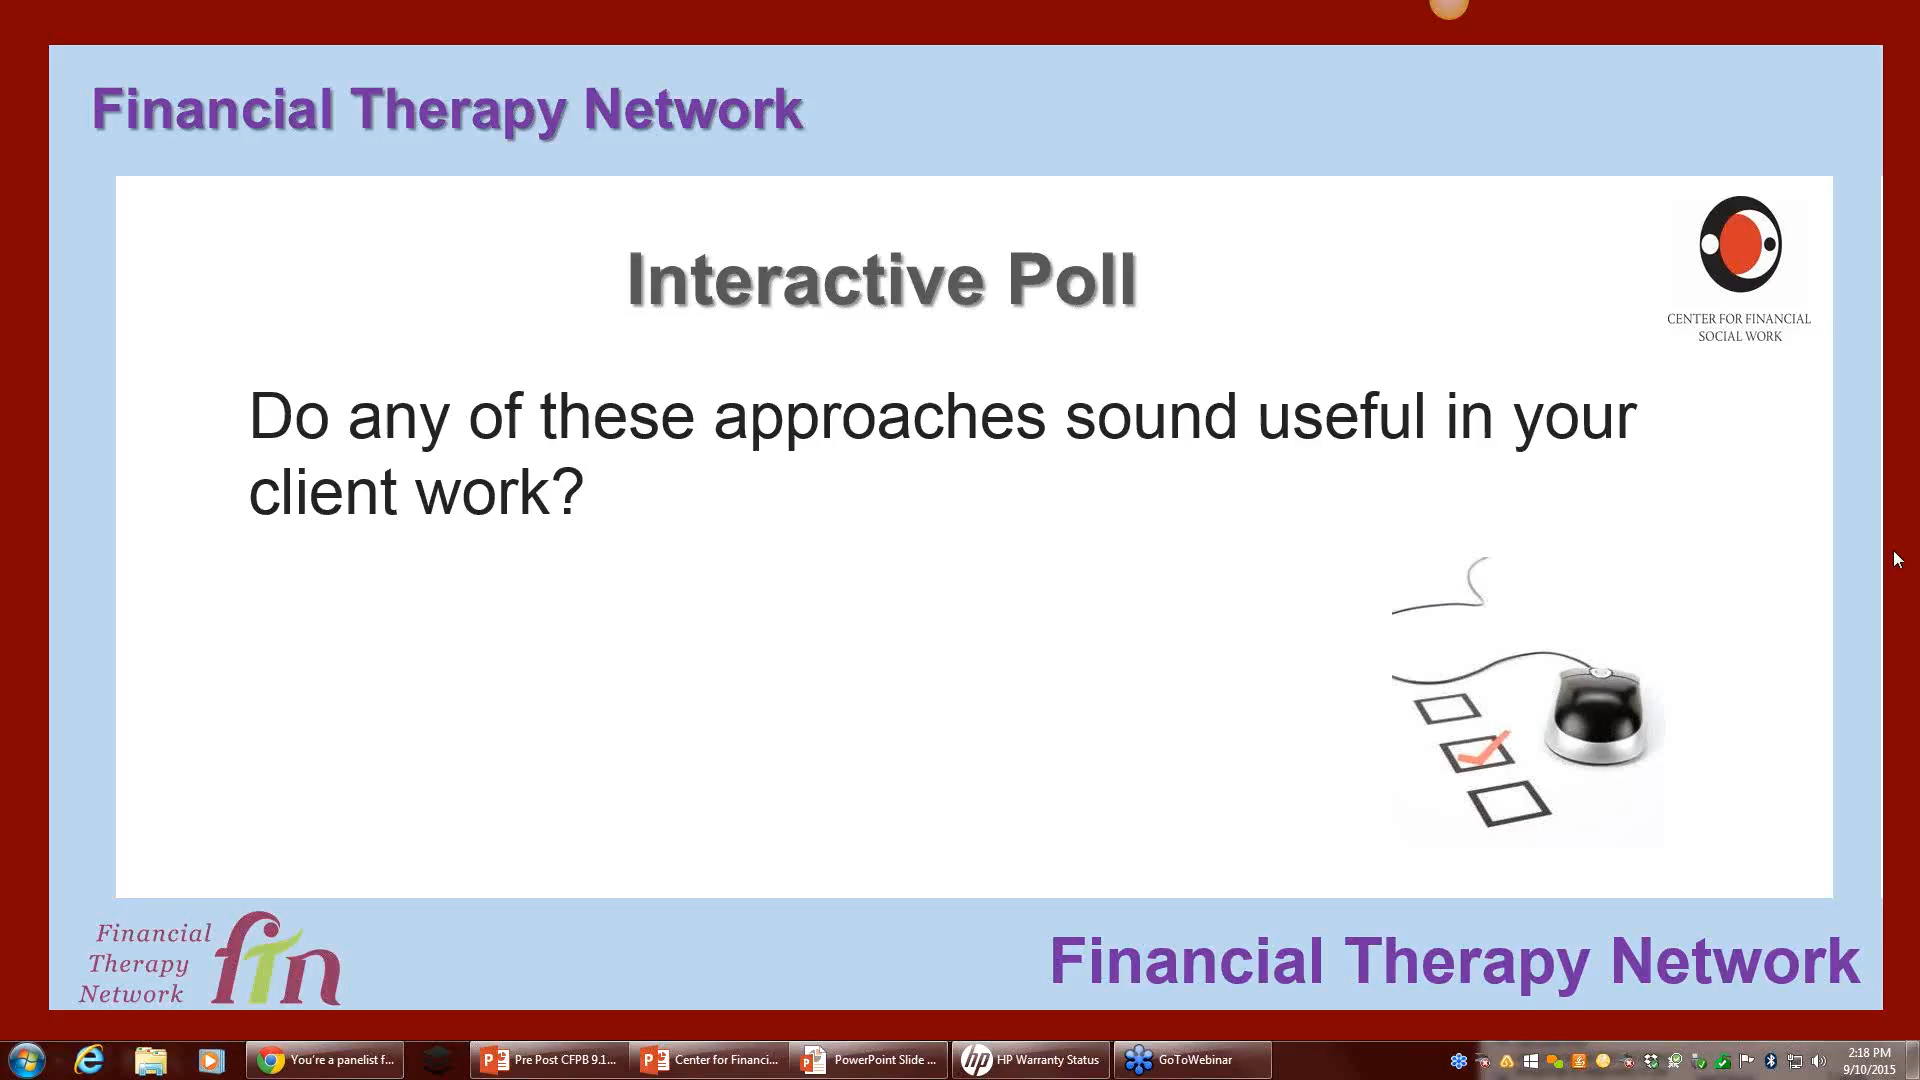 Financial Therapy Network
Interactive Poll
CENTER FOR FINANCIAL
SOCIAL WORK
Do any of these approaches sound useful in your
client work?
Financial
Therapy
Network
ftn
Financial Therapy Network
You're a panelist f...
Pre Post CFPB 9.1...
Center for Financi...
PowerPoint Slide ...
HP Warranty Status
GoToWebinar
2:18 PM
9/10/2015